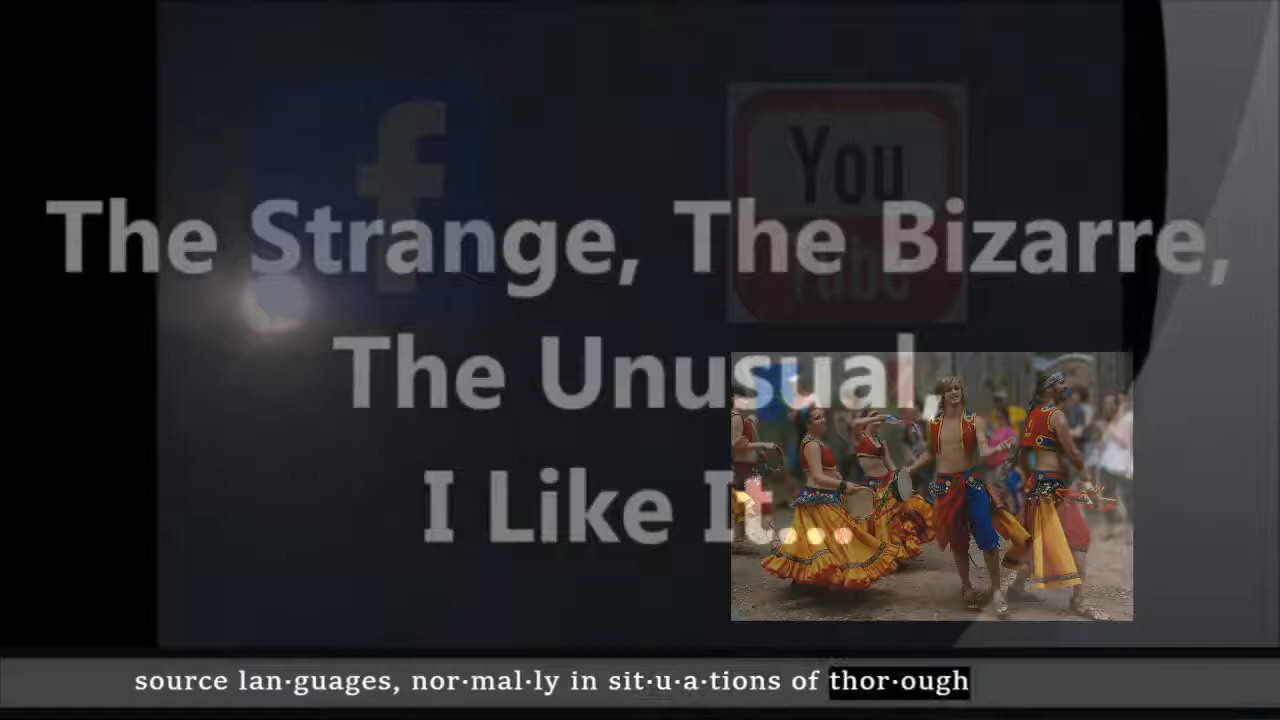 You
Tube
The Strange, The Bizarre,
The Unusual,
I Like It...
source lan·guages, nor·mal·ly in sit·u·a·tions of thor·ough